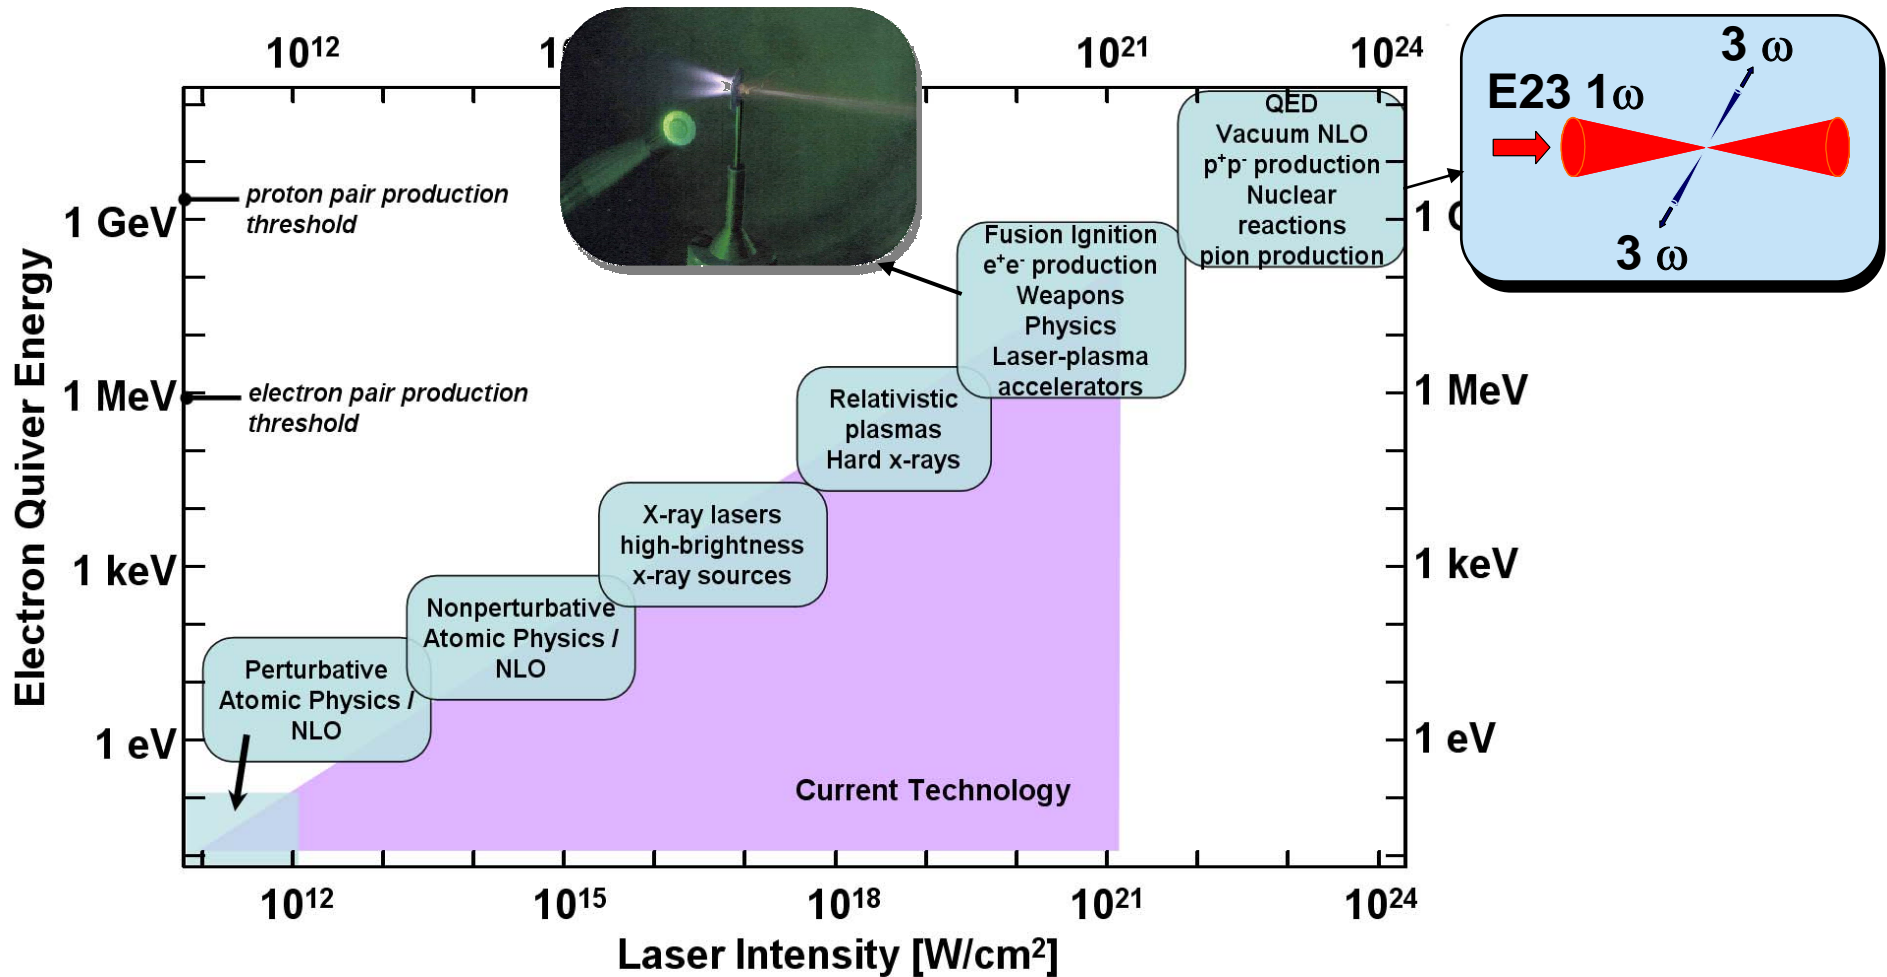 10¹²
10²¹
10²⁴
3 ω
E23 1ω
3 ω
QED
Vacuum NLO
p⁺p⁻ production
Nuclear
reactions
pion production
proton pair production
threshold
1 GeV
Fusion Ignition
e⁺e⁻ production
Weapons
Physics
Laser-plasma
accelerators
Electron Quiver Energy
1 MeV
electron pair production
threshold
1 MeV
Relativistic
plasmas
Hard x-rays
X-ray lasers
high-brightness
x-ray sources
1 keV
1 keV
Nonperturbative
Atomic Physics /
NLO
Perturbative
Atomic Physics /
NLO
1 eV
1 eV
Current Technology
10¹²
10¹⁵
10¹⁸
10²¹
10²⁴
Laser Intensity [W/cm²]